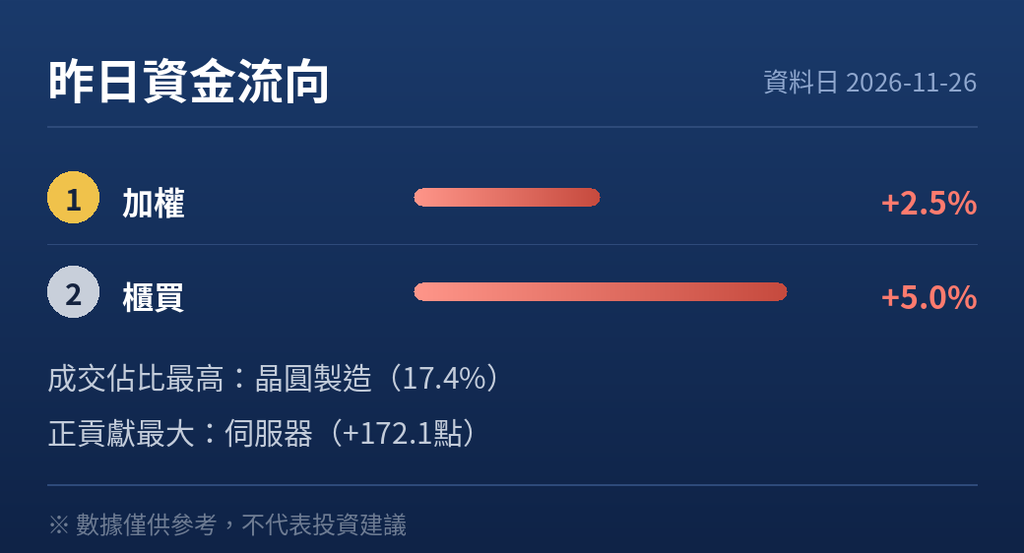 昨日資金流向
資料日 2026-11-26
1 加權 +2.5%
2 櫃買 +5.0%
成交佔比最高：晶圓製造（17.4%）
正貢獻最大：伺服器（+172.1點）
※ 數據僅供參考，不代表投資建議